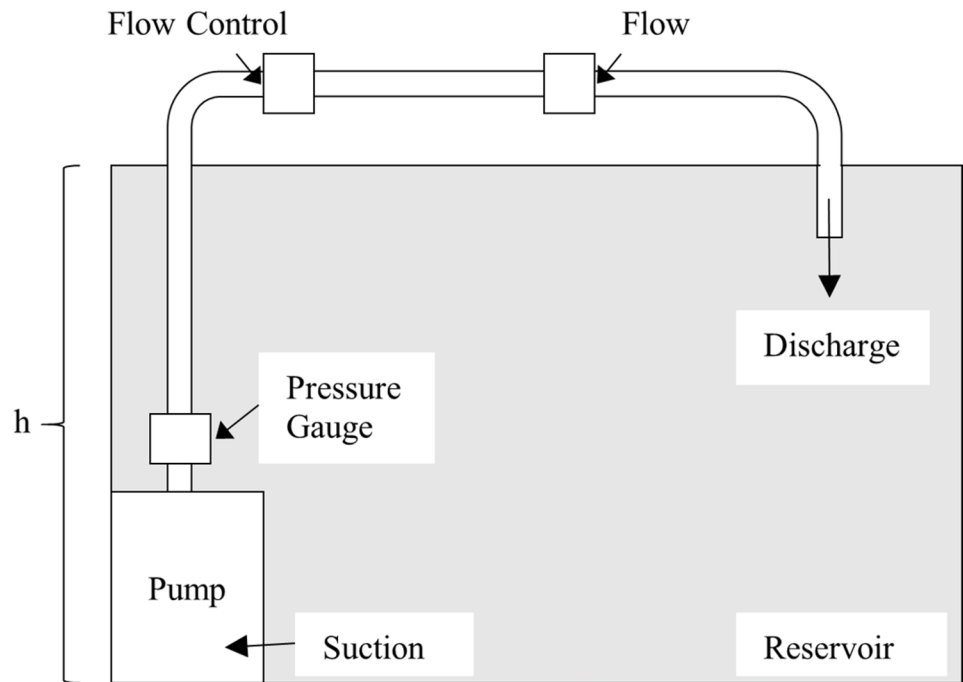 Flow Control
Flow
Discharge
Pressure
Gauge
h
Pump
Suction
Reservoir